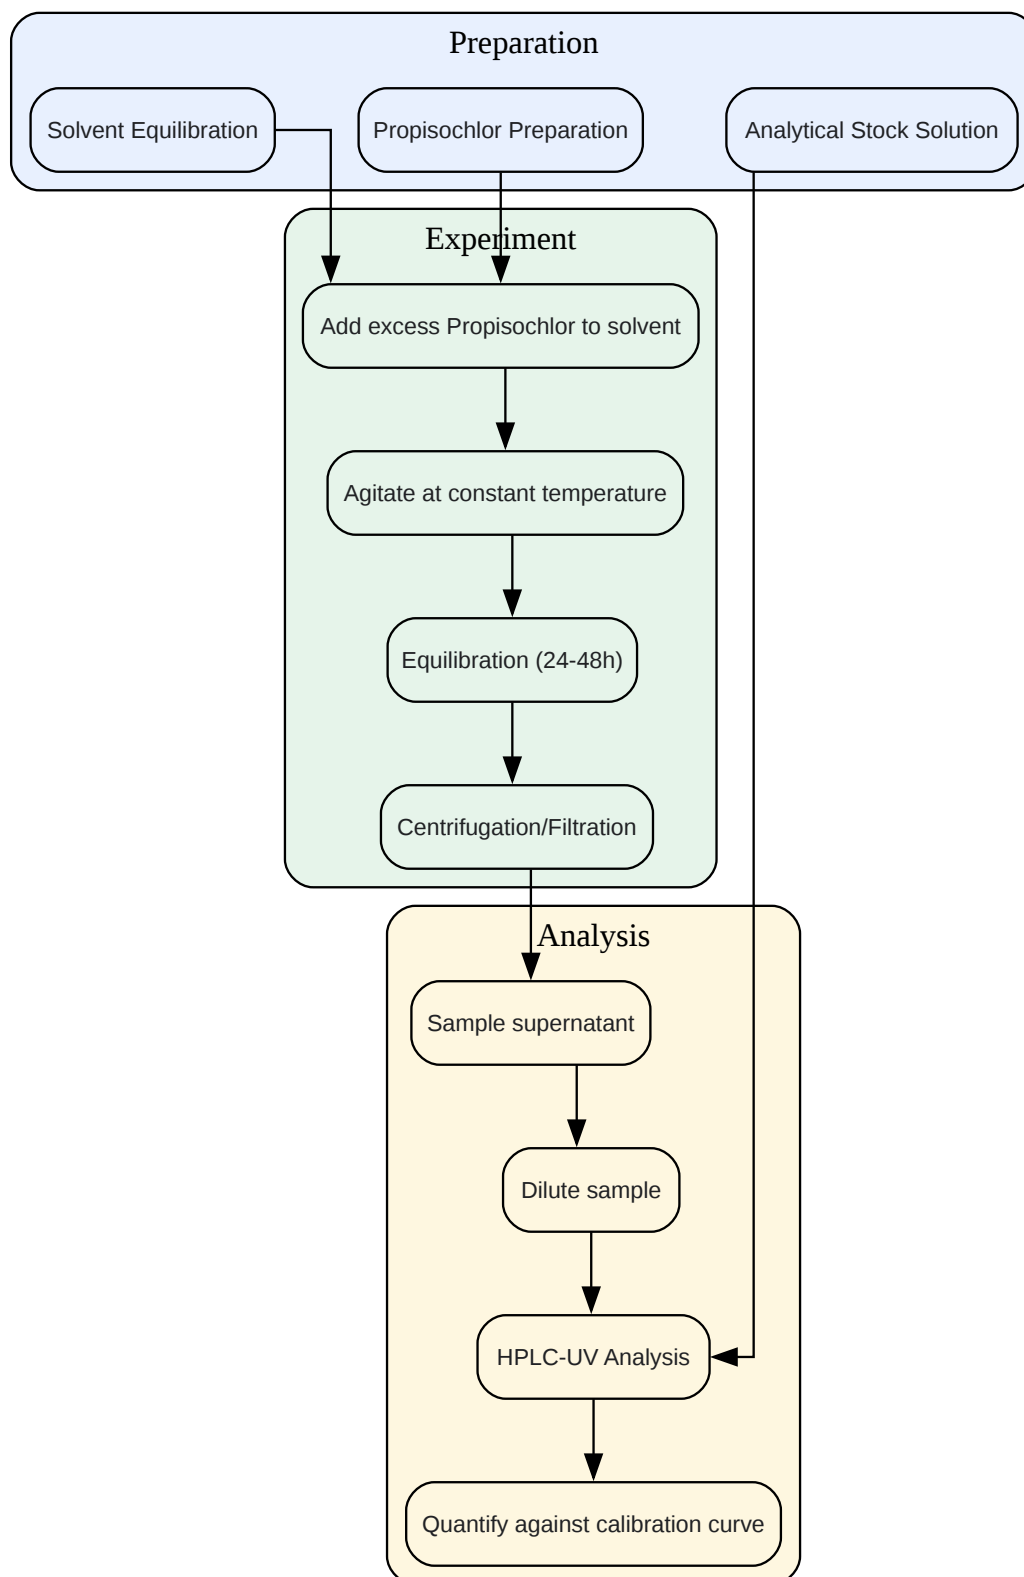 Preparation
Solvent Equilibration
Propisochlor Preparation
Analytical Stock Solution
Experiment
Add excess Propisochlor to solvent
Agitate at constant temperature
Equilibration (24-48h)
Centrifugation/Filtration
Analysis
Sample supernatant
Dilute sample
HPLC-UV Analysis
Quantify against calibration curve